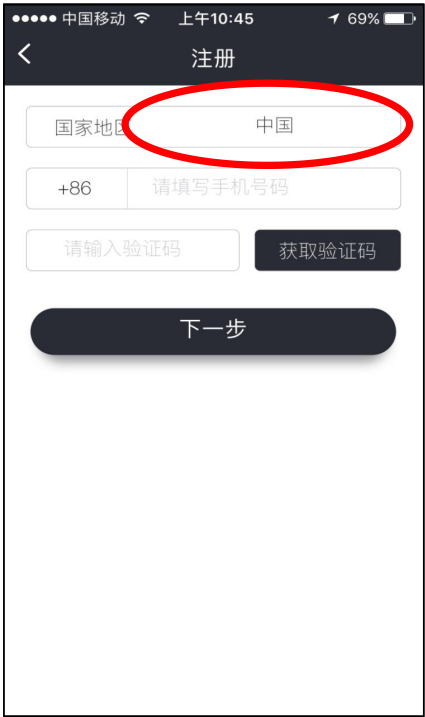 中国移动 上午10:45 69%
注册
国家地区 中国
+86 请填写手机号码
请输入验证码 获取验证码
下一步